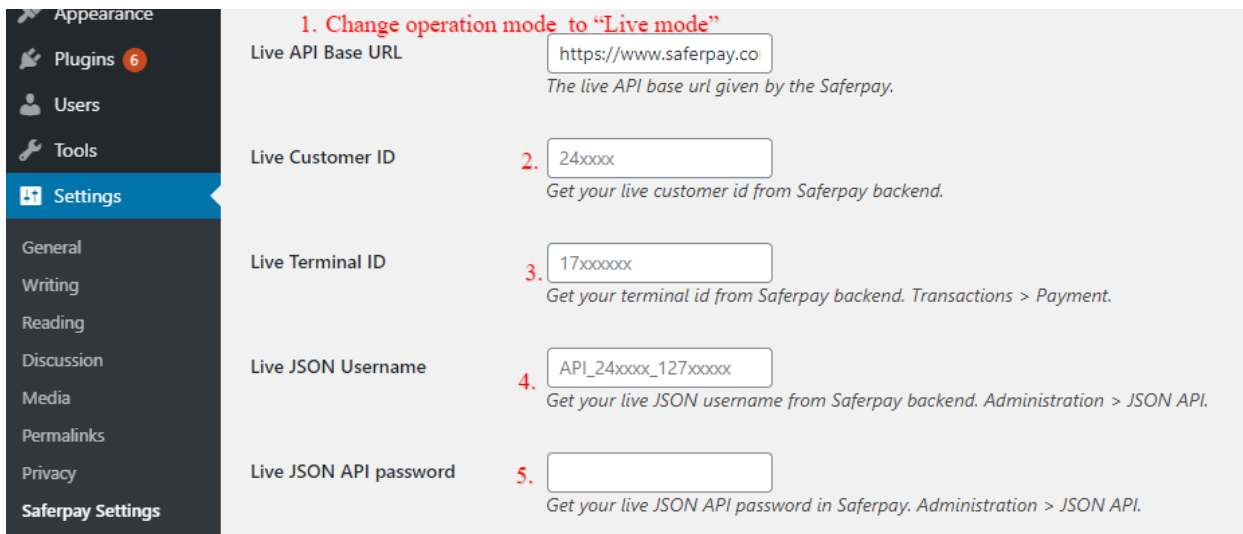 Appearance
Plugins 6
Users
Tools
Settings
General
Writing
Reading
Discussion
Media
Permalinks
Privacy
Saferpay Settings
1. Change operation mode to “Live mode”
Live API Base URL
https://www.saferpay.co
The live API base url given by the Saferpay.
Live Customer ID
2. 24xxxx
Get your live customer id from Saferpay backend.
Live Terminal ID
3. 17xxxxxx
Get your terminal id from Saferpay backend. Transactions > Payment.
Live JSON Username
4. API_24xxxx_127xxxxx
Get your live JSON username from Saferpay backend. Administration > JSON API.
Live JSON API password
5.
Get your live JSON API password in Saferpay. Administration > JSON API.